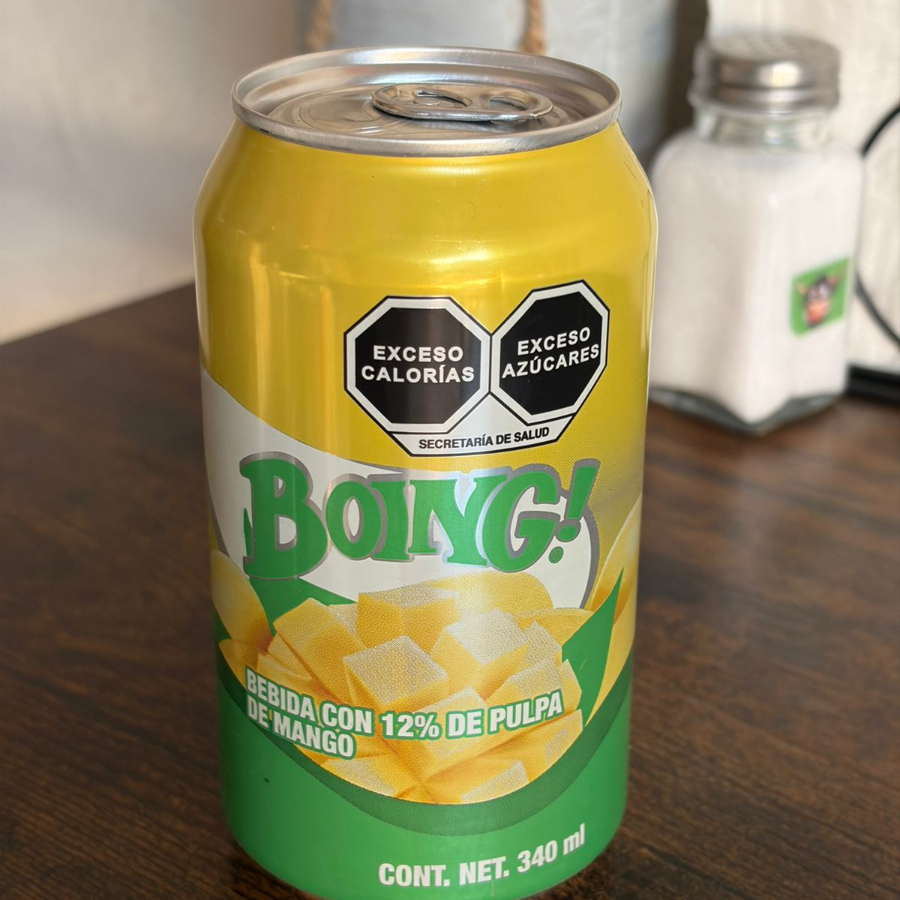 EXCESO
CALORÍAS
EXCESO
AZÚCARES
SECRETARÍA DE SALUD
BOING!
BEBIDA CON 12% DE PULPA
DE MANGO
CONT. NET. 340 ml